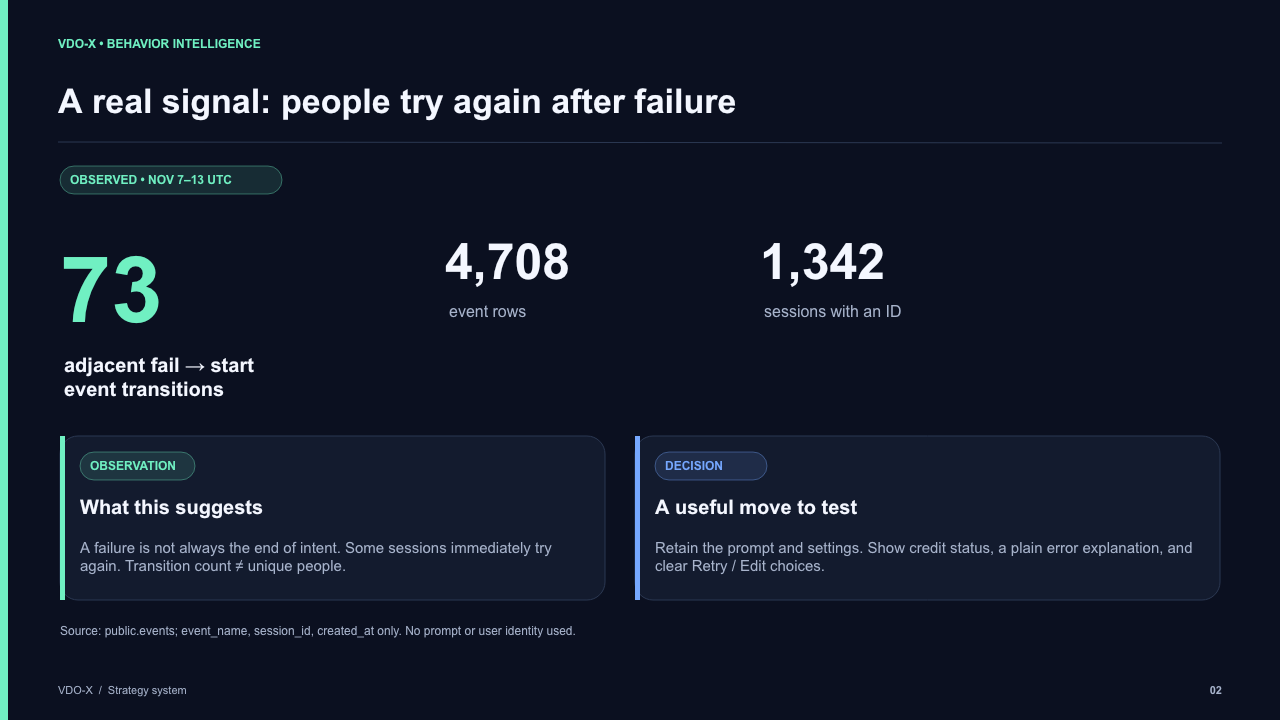 VDO-X • BEHAVIOR INTELLIGENCE
A real signal: people try again after failure
OBSERVED • NOV 7–13 UTC
73
adjacent fail → start
event transitions
4,708
event rows
1,342
sessions with an ID
OBSERVATION
What this suggests
A failure is not always the end of intent. Some sessions immediately try
again. Transition count ≠ unique people.
DECISION
A useful move to test
Retain the prompt and settings. Show credit status, a plain error explanation, and
clear Retry / Edit choices.
Source: public.events; event_name, session_id, created_at only. No prompt or user identity used.
VDO-X / Strategy system
02